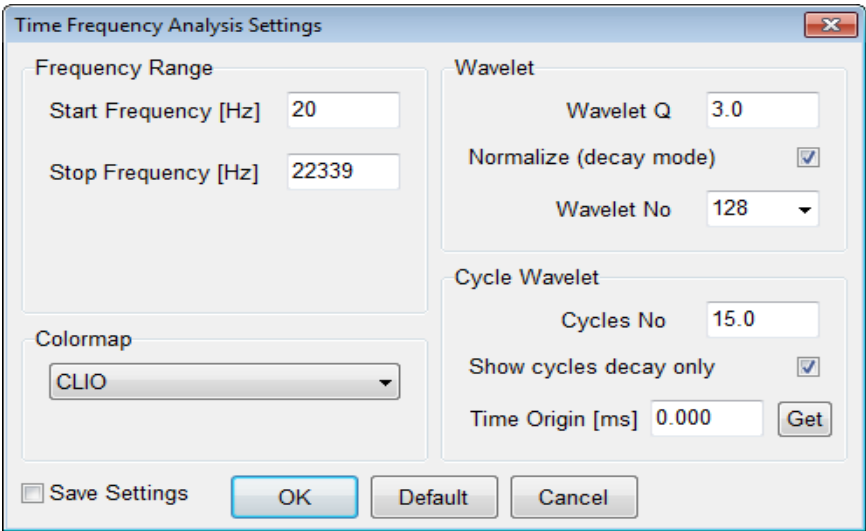 Time Frequency Analysis Settings
Frequency Range
Start Frequency [Hz] 20
Stop Frequency [Hz] 22339
Colormap
CLIO
Wavelet
Wavelet Q 3.0
Normalize (decay mode)
Wavelet No 128
Cycle Wavelet
Cycles No 15.0
Show cycles decay only
Time Origin [ms] 0.000 Get
Save Settings OK Default Cancel